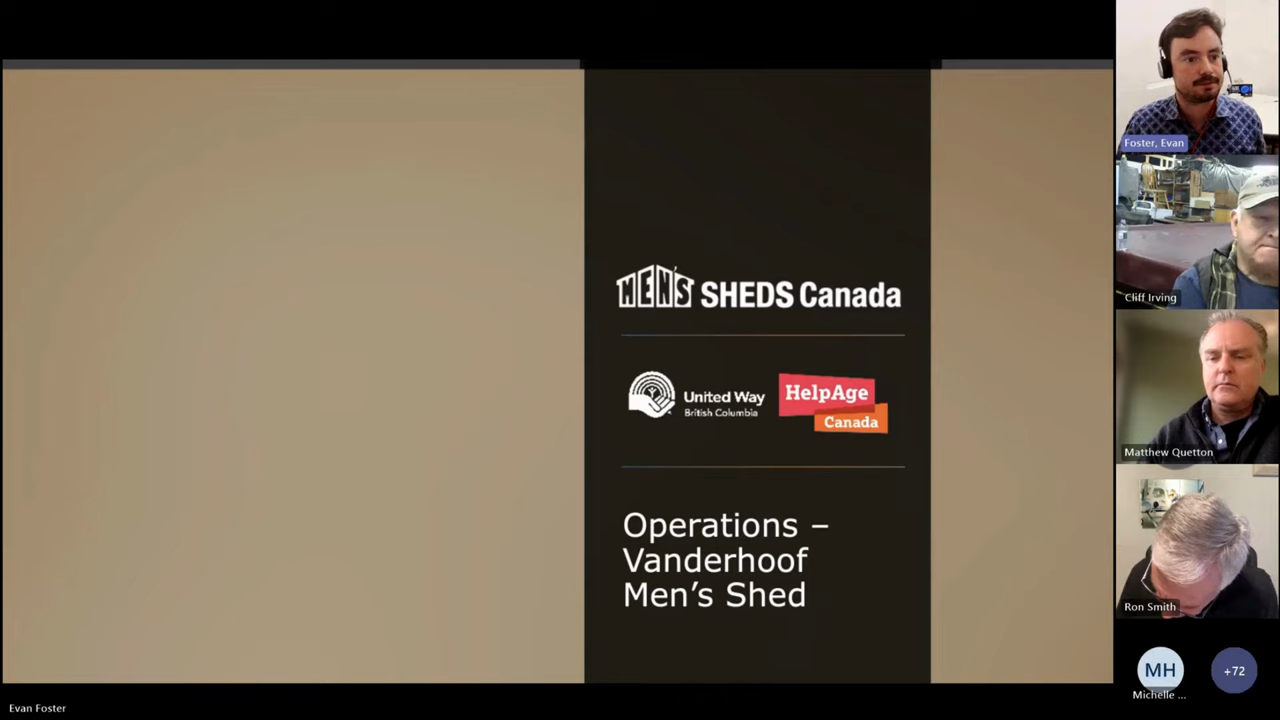 MEN'S SHEDS Canada
United Way
British Columbia
HelpAge
Canada
Operations –
Vanderhoof
Men's Shed
Foster, Evan
Cliff Irving
Matthew Quetton
Ron Smith
MH
Michelle ...
+72
Evan Foster